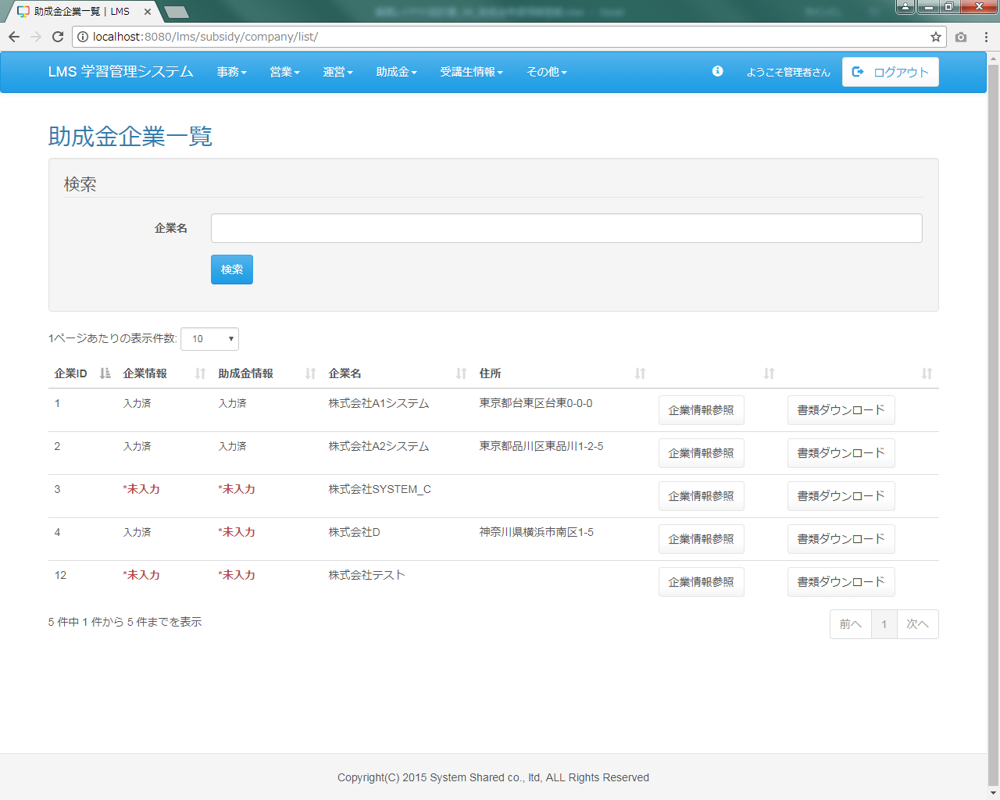 助成金企業一覧 | LMS
localhost:8080/lms/subsidy/company/list/
LMS 学習管理システム 事務 営業 運営 助成金 受講生情報 その他 ようこそ管理者さん ログアウト
助成金企業一覧
検索
企業名
検索
1ページあたりの表示件数: 10
企業ID 企業情報 助成金情報 企業名 住所
1 入力済 入力済 株式会社A1システム 東京都台東区台東0-0-0 企業情報参照 書類ダウンロード
2 入力済 入力済 株式会社A2システム 東京都品川区東品川1-2-5 企業情報参照 書類ダウンロード
3 *未入力 *未入力 株式会社SYSTEM_C 企業情報参照 書類ダウンロード
4 入力済 *未入力 株式会社D 神奈川県横浜市南区1-5 企業情報参照 書類ダウンロード
12 *未入力 *未入力 株式会社テスト 企業情報参照 書類ダウンロード
5 件中 1 件から 5 件までを表示 前へ 1 次へ
Copyright(C) 2015 System Shared co., ltd, ALL Rights Reserved